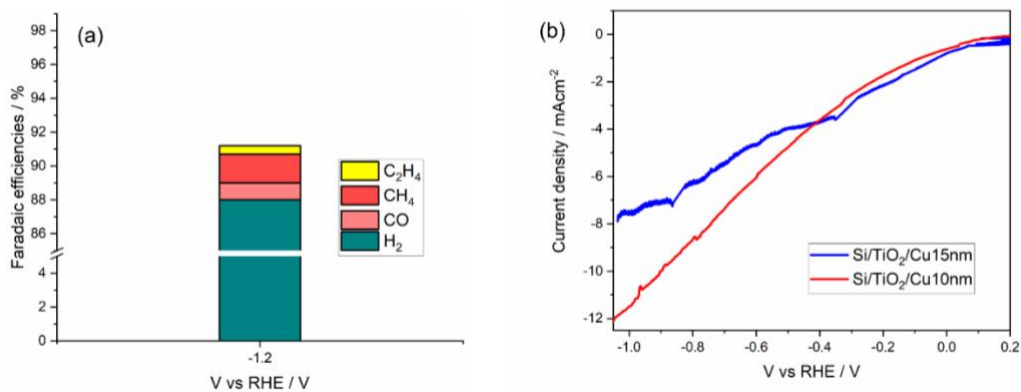 (a)
98
96
94
92
90
88
86
4
2
0
Faradaic efficiencies / %
C₂H₄
CH₄
CO
H₂
-1.2
V vs RHE / V
(b)
0
-2
-4
-6
-8
-10
-12
Current density / mAcm⁻²
Si/TiO₂/Cu15nm
Si/TiO₂/Cu10nm
-1.0 -0.8 -0.6 -0.4 -0.2 0.0 0.2
V vs RHE / V